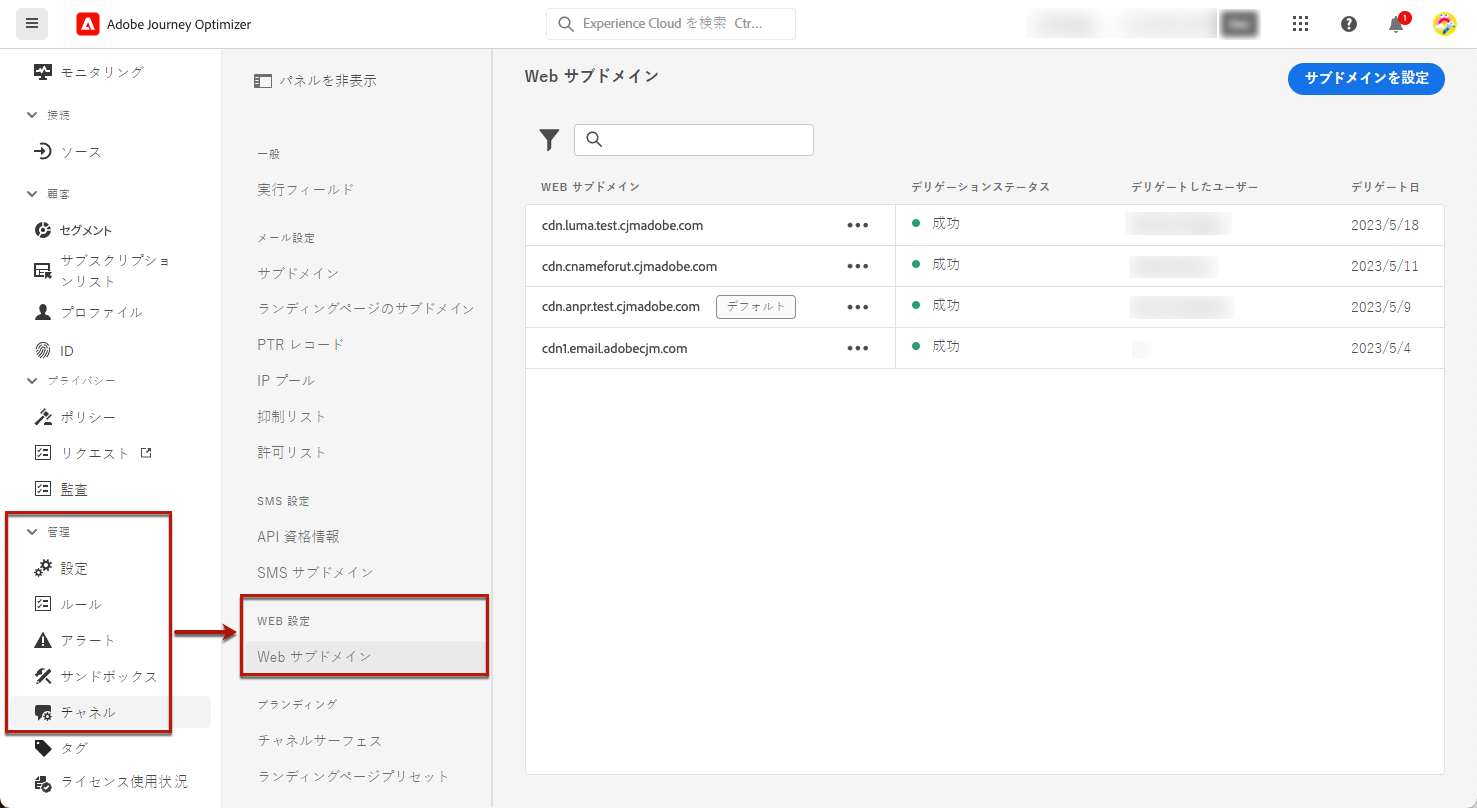 Adobe Journey Optimizer
Experience Cloud を検索 Ctr...
1
モニタリング
接続
ソース
顧客
セグメント
サブスクリプショ
ンリスト
プロファイル
ID
プライバシー
ポリシー
リクエスト
監査
管理
設定
ルール
アラート
サンドボックス
チャネル
タグ
ライセンス使用状況
パネルを非表示
一般
実行フィールド
メール設定
サブドメイン
ランディングページのサブドメイン
PTR レコード
IP プール
抑制リスト
許可リスト
SMS 設定
API 資格情報
SMS サブドメイン
WEB 設定
Web サブドメイン
ブランディング
チャネルサーフェス
ランディングページプリセット
Web サブドメイン
サブドメインを設定
WEB サブドメイン デリゲーションステータス デリゲートしたユーザー デリゲート日
cdn.luma.test.cjmadobe.com 成功 2023/5/18
cdn.cnameforut.cjmadobe.com 成功 2023/5/11
cdn.anpr.test.cjmadobe.com デフォルト 成功 2023/5/9
cdn1.email.adobecjm.com 成功 2023/5/4